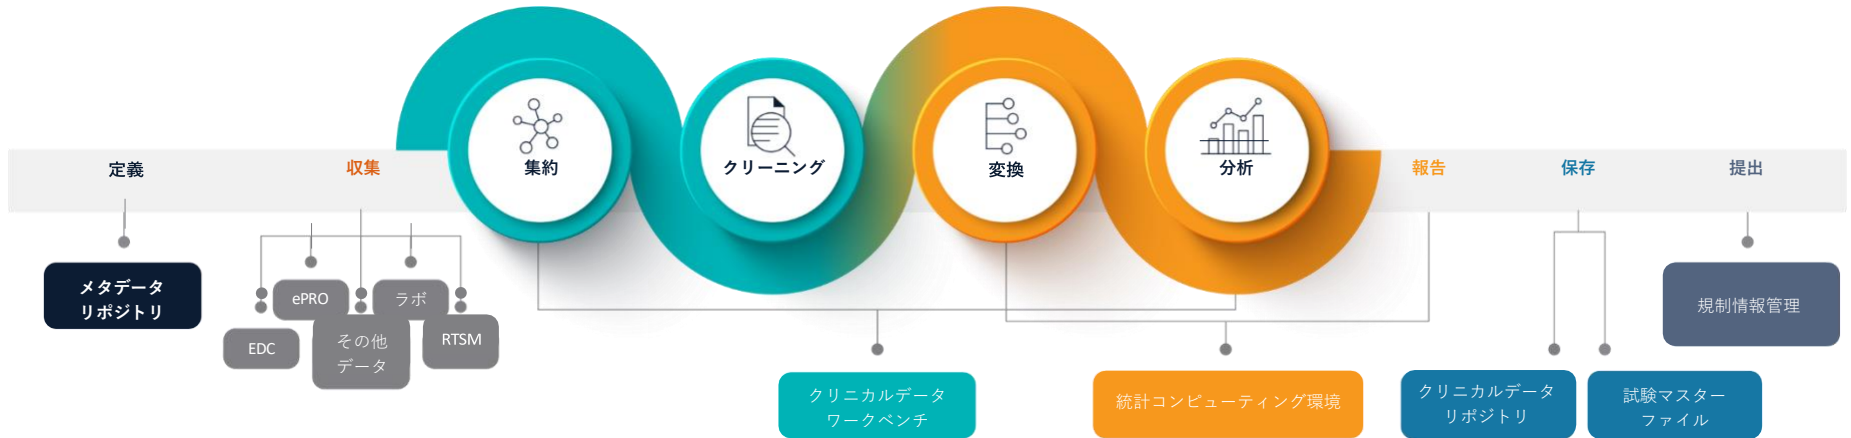 定義
収集
集約
クリーニング
変換
分析
報告
保存
提出
メタデータ
リポジトリ
EDC
ePRO
その他
データ
ラボ
RTSM
クリニカルデータ
ワークベンチ
統計コンピューティング環境
クリニカルデータ
リポジトリ
試験マスター
ファイル
規制情報管理